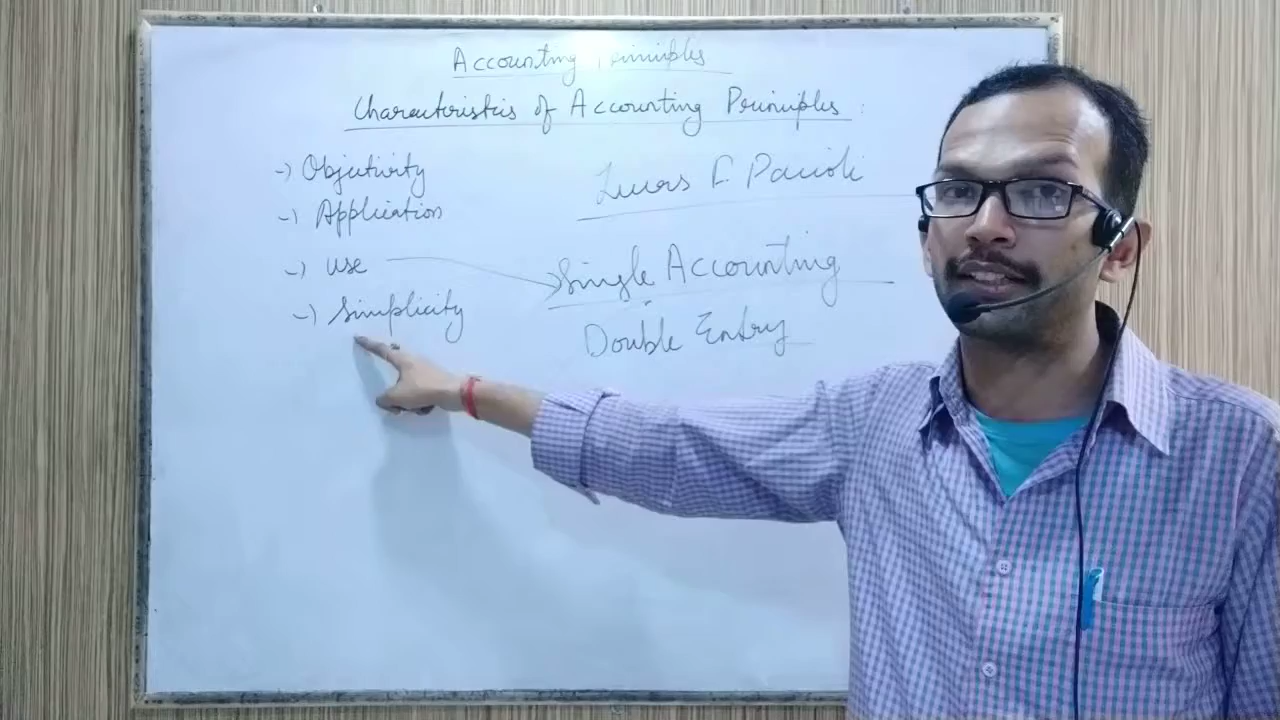 Accounting Principles
Characteristics of Accounting Principles :
-) Objectivity
-) Application
-) use
-) Simplicity
Lucas F. Pacioli
Single Accounting
Double Entry